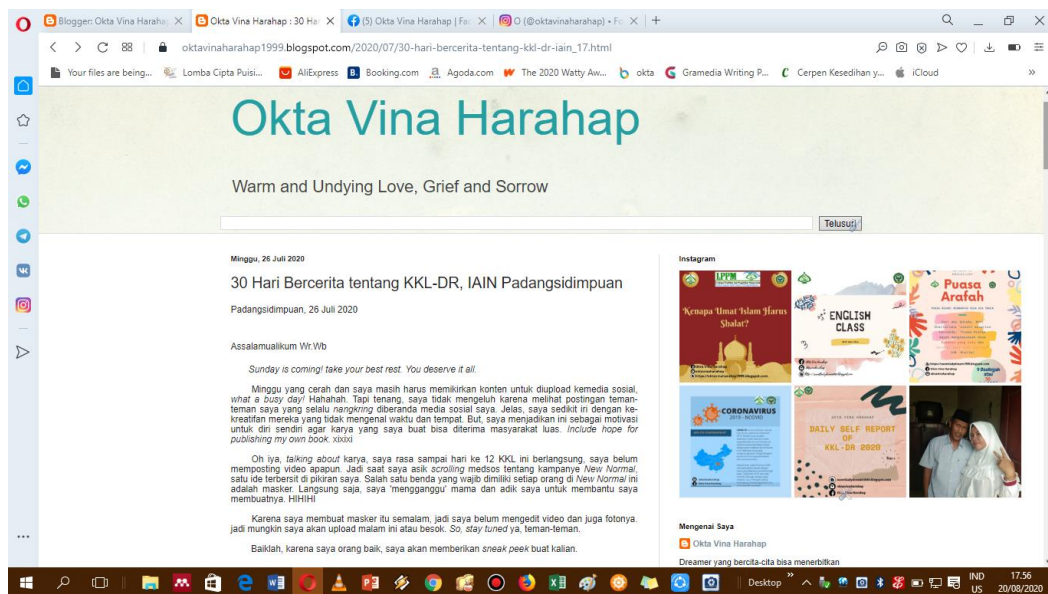 Blogger: Okta Vina Harahap
Okta Vina Harahap : 30 Har
(5) Okta Vina Harahap | Fac
O (@oktavinaharahap) • Fo
oktavinaharahap1999.blogspot.com/2020/07/30-hari-bercerita-tentang-kkl-dr-iain_17.html
Your files are being...
Lomba Cipta Puisi...
AliExpress
Booking.com
Agoda.com
The 2020 Watty Aw...
okta
Gramedia Writing P...
Cerpen Kesedihan y...
iCloud
Okta Vina Harahap
Warm and Undying Love, Grief and Sorrow
Telusuri
Minggu, 26 Juli 2020
30 Hari Bercerita tentang KKL-DR, IAIN Padangsidimpuan
Padangsidimpuan, 26 Juli 2020
Assalamualikum Wr.Wb
Sunday is coming! take your best rest. You deserve it all.
Minggu yang cerah dan saya masih harus memikirkan konten untuk diupload kemedia sosial,
what a busy day! Hahahah. Tapi tenang, saya tidak mengeluh karena melihat postingan teman-
teman saya yang selalu nangkring diberanda media sosial saya. Jelas, saya sedikit iri dengan ke-
kreatifan mereka yang tidak mengenal waktu dan tempat. But, saya menjadikan ini sebagai motivasi
untuk diri sendiri agar karya yang saya buat bisa diterima masyarakat luas. Include hope for
publishing my own book. xixixi
Oh iya, talking about karya, saya rasa sampai hari ke 12 KKL ini berlangsung, saya belum
memposting video apapun. Jadi saat saya asik scrolling medsos tentang kampanye New Normal,
satu ide terbersit di pikiran saya. Salah satu benda yang wajib dimiliki setiap orang di New Normal ini
adalah masker. Langsung saja, saya 'mengganggu' mama dan adik saya untuk membantu saya
membuatnya. HIHIHI
Karena saya membuat masker itu semalam, jadi saya belum mengedit video dan juga fotonya.
jadi mungkin saya akan upload malam ini atau besok. So, stay tuned ya, teman-teman.
Baiklah, karena saya orang baik, saya akan memberikan sneak peek buat kalian.
Instagram
LPPM
Kenapa Umat Islam Harus
Shalat?
ENGLISH
CLASS
Puasa
Arafah
CORONAVIRUS
2019 - NCOVID
DAILY SELF REPORT
OF
KKL-DR 2020
Mengenai Saya
Okta Vina Harahap
Dreamer yang bercita-cita bisa menerbitkan
Desktop
IND
US
17.56
20/08/2020